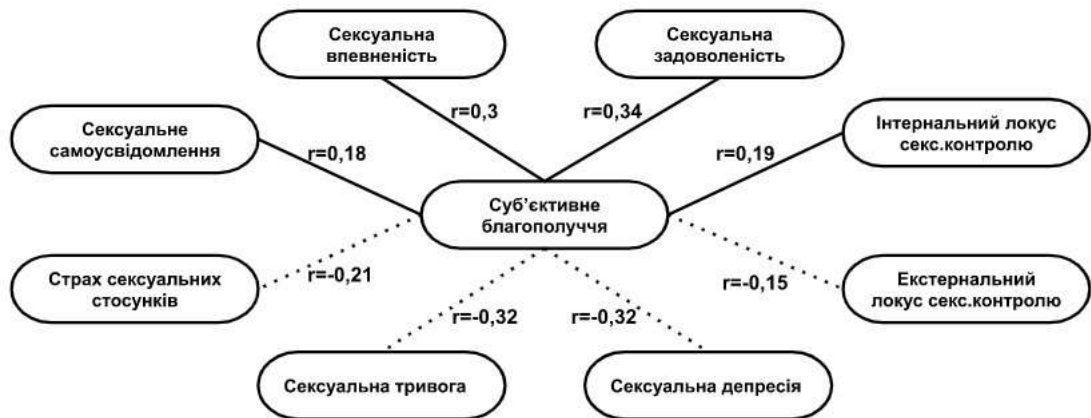 Сексуальна
впевненість
Сексуальна
задоволеність
r=0,3
r=0,34
Сексуальне
самоусвідомлення
Інтернальний локус
секс.контролю
r=0,18
r=0,19
Суб’єктивне
благополуччя
Страх сексуальних
стосунків
r=-0,21
r=-0,15
Екстернальний
локус секс.контролю
r=-0,32
r=-0,32
Сексуальна тривога
Сексуальна депресія